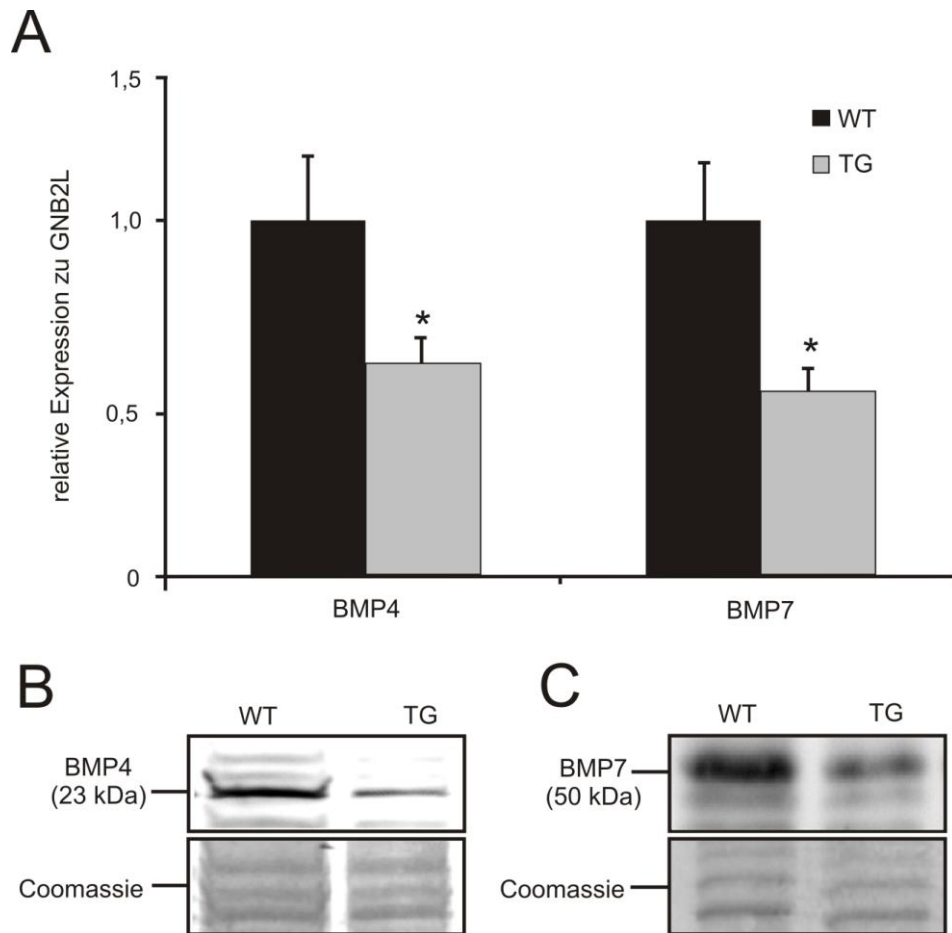 A
1,5
1,0
0,5
0
relative Expression zu GNB2L
WT
TG
*
*
BMP4
BMP7
B
WT
TG
BMP4
(23 kDa)
Coomassie
C
WT
TG
BMP7
(50 kDa)
Coomassie